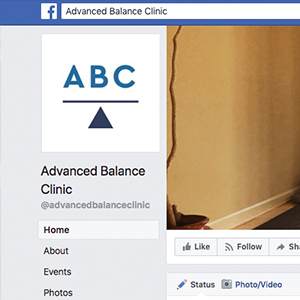 Advanced Balance Clinic
ABC
Advanced Balance
Clinic
@advancedbalanceclinic
Home
About
Events
Photos
Like
Follow
Sha
Status
Photo/Video